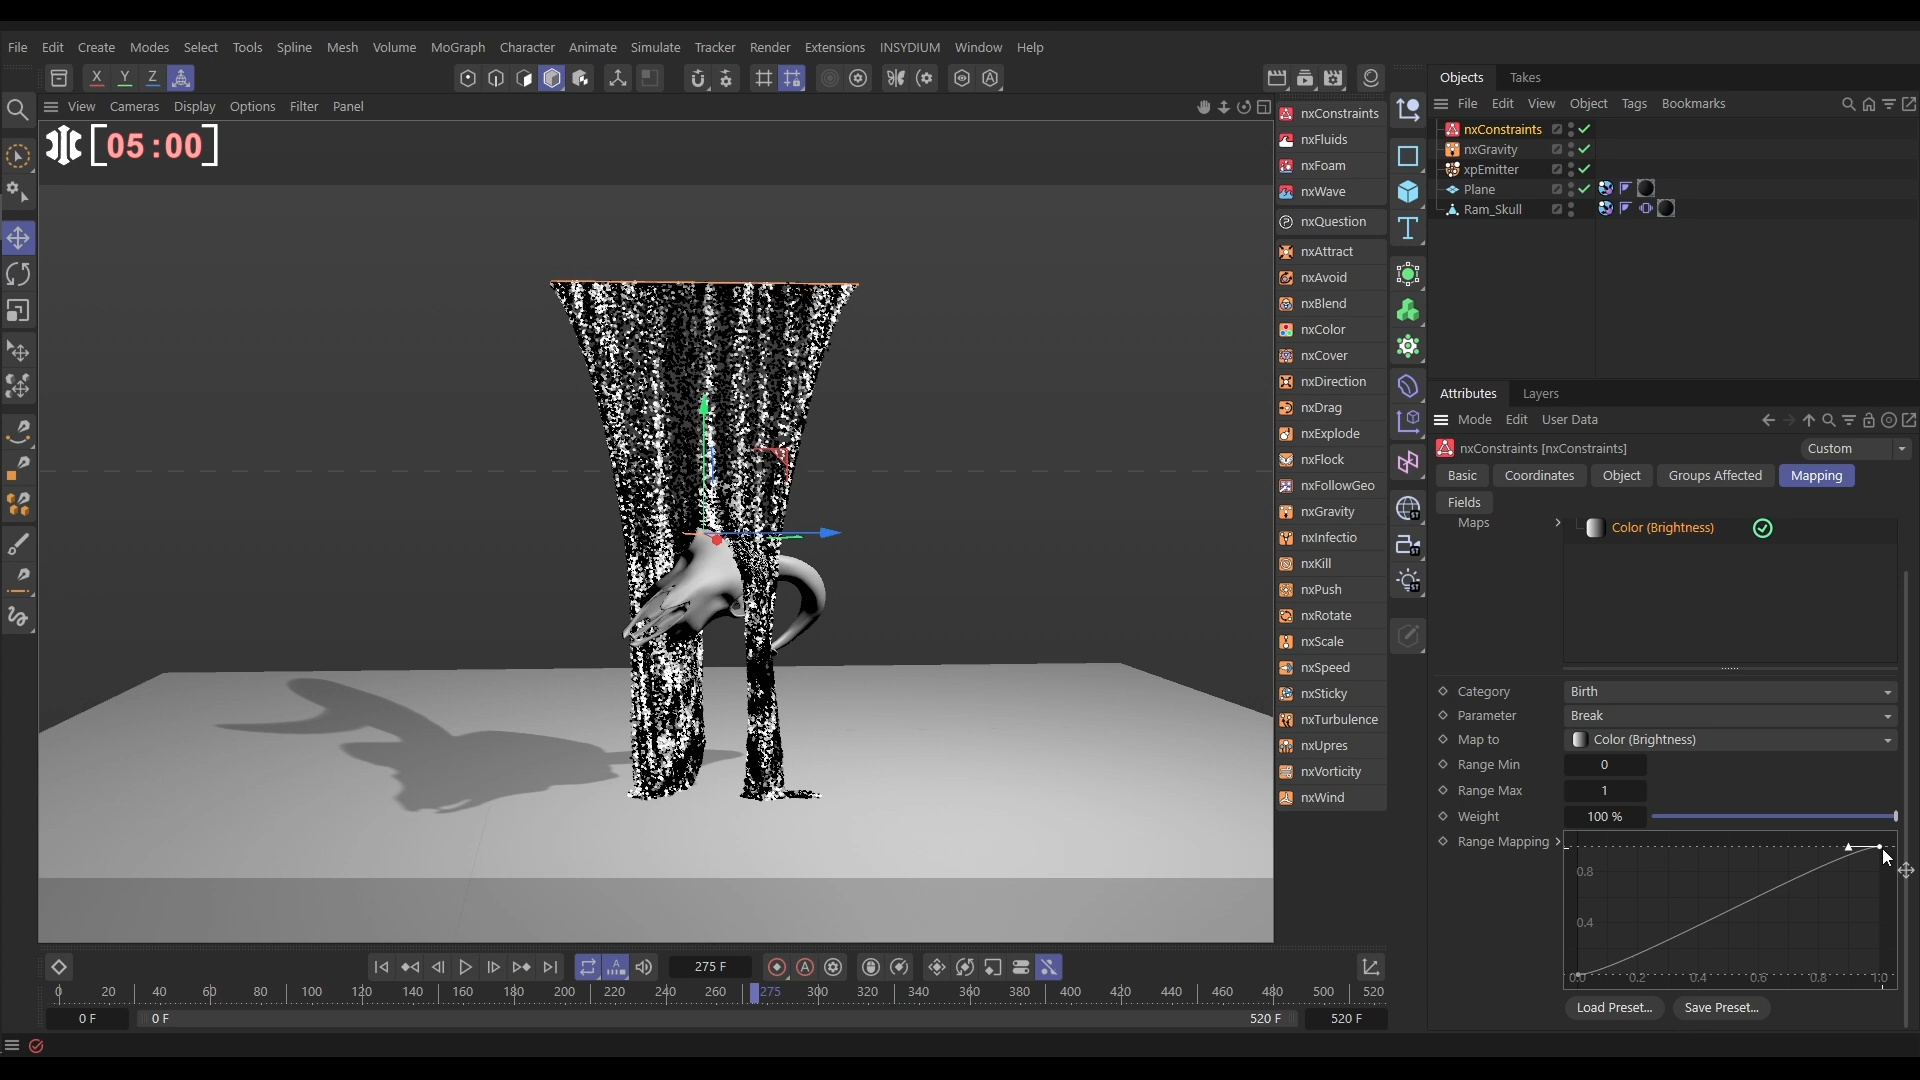 File Edit Create Modes Select Tools Spline Mesh Volume MoGraph Character Animate Simulate Tracker Render Extensions INSYDIUM Window Help
X Y Z
View Cameras Display Options Filter Panel
[05:00]
nxConstraints
nxFluids
nxFoam
nxWave
nxQuestion
nxAttract
nxAvoid
nxBlend
nxColor
nxCover
nxDirection
nxDrag
nxExplode
nxFlock
nxFollowGeo
nxGravity
nxInfectio
nxKill
nxPush
nxRotate
nxScale
nxSpeed
nxSticky
nxTurbulence
nxUpres
nxVorticity
nxWind
Objects Takes
File Edit View Object Tags Bookmarks
nxConstraints
nxGravity
xpEmitter
Plane
Ram_Skull
Attributes Layers
Mode Edit User Data
nxConstraints [nxConstraints] Custom
Basic Coordinates Object Groups Affected Mapping
Fields
Maps Color (Brightness)
Category Birth
Parameter Break
Map to Color (Brightness)
Range Min 0
Range Max 1
Weight 100 %
Range Mapping
0.8
0.4
0.0 0.2 0.4 0.6 0.8 1.0
Load Preset... Save Preset...
275 F
0 20 40 60 80 100 120 140 160 180 200 220 240 260 275 300 320 340 360 380 400 420 440 460 480 500 520
0 F 0 F 520 F 520 F